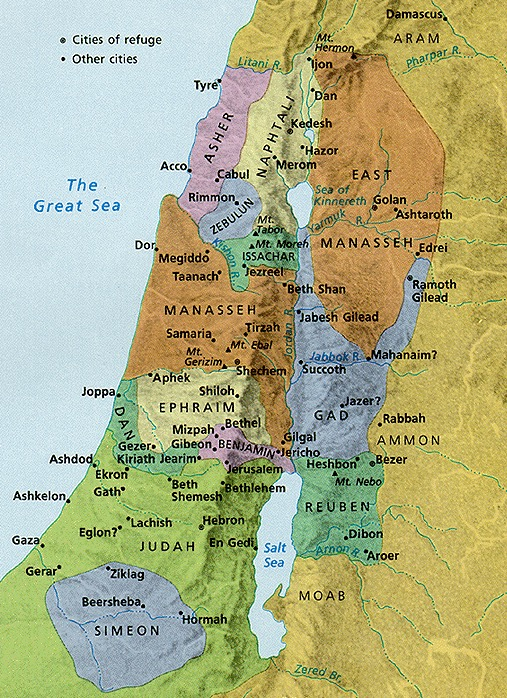 Damascus
ARAM
Cities of refuge
Other cities
Mt.
Hermon
Pharpar R.
Litani R.
Ijon
Tyre
Dan
ASHER
NAPHTALI
Kedesh
Hazor
Merom
Acco
Cabul
EAST
The
Great Sea
Rimmon
Sea of
Kinnereth
Golan
Ashtaroth
ZEBULUN
Yarmuk R.
Mt.
Tabor
Dor
Kishon R.
Mt. Moreh
MANASSEH
Edrei
Megiddo
ISSACHAR
Taanach
Jezreel
Ramoth
Gilead
Beth Shan
MANASSEH
Jabesh Gilead
Tirzah
Samaria
Jordan R.
Mt. Ebal
Mt.
Gerizim
Jabbok R.
Mahanaim?
Shechem
Succoth
Aphek
Joppa
Shiloh
EPHRAIM
Jazer?
GAD
Rabbah
DAN
Bethel
Mizpah
Gezer
Gibeon
BENJAMIN
Gilgal
Jericho
AMMON
Kiriath Jearim
Ashdod
Jerusalem
Heshbon
Bezer
Ekron
Mt. Nebo
Gath
Beth
Shemesh
Bethlehem
Ashkelon
REUBEN
Lachish
Hebron
Eglon?
Dibon
Gaza
JUDAH
En Gedi
Salt
Sea
Arnon R.
Aroer
Gerar
Ziklag
MOAB
Beersheba
Hormah
SIMEON
Zered Br.